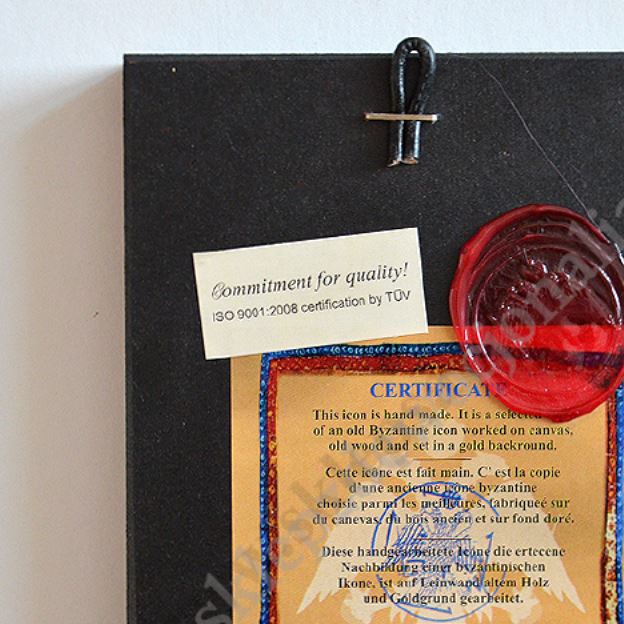 Commitment for quality!
ISO 9001:2008 certification by TÜV
CERTIFICATE
This icon is hand made. It is a selected
of an old Byzantine icon worked on canvas,
old wood and set in a gold backround.
Cette icône est fait main. C' est la copie
d'une ancienne icône byzantine
choisie parmi les meilleures, fabriqueé sur
du canevas, du bois ancien et sur fond doré.
Diese handgearbeitete Icone die ertecene
Nachbildung einer byzantinischen
Ikone, ist auf Leinwand altem Holz
und Goldgrund gearbeitet.